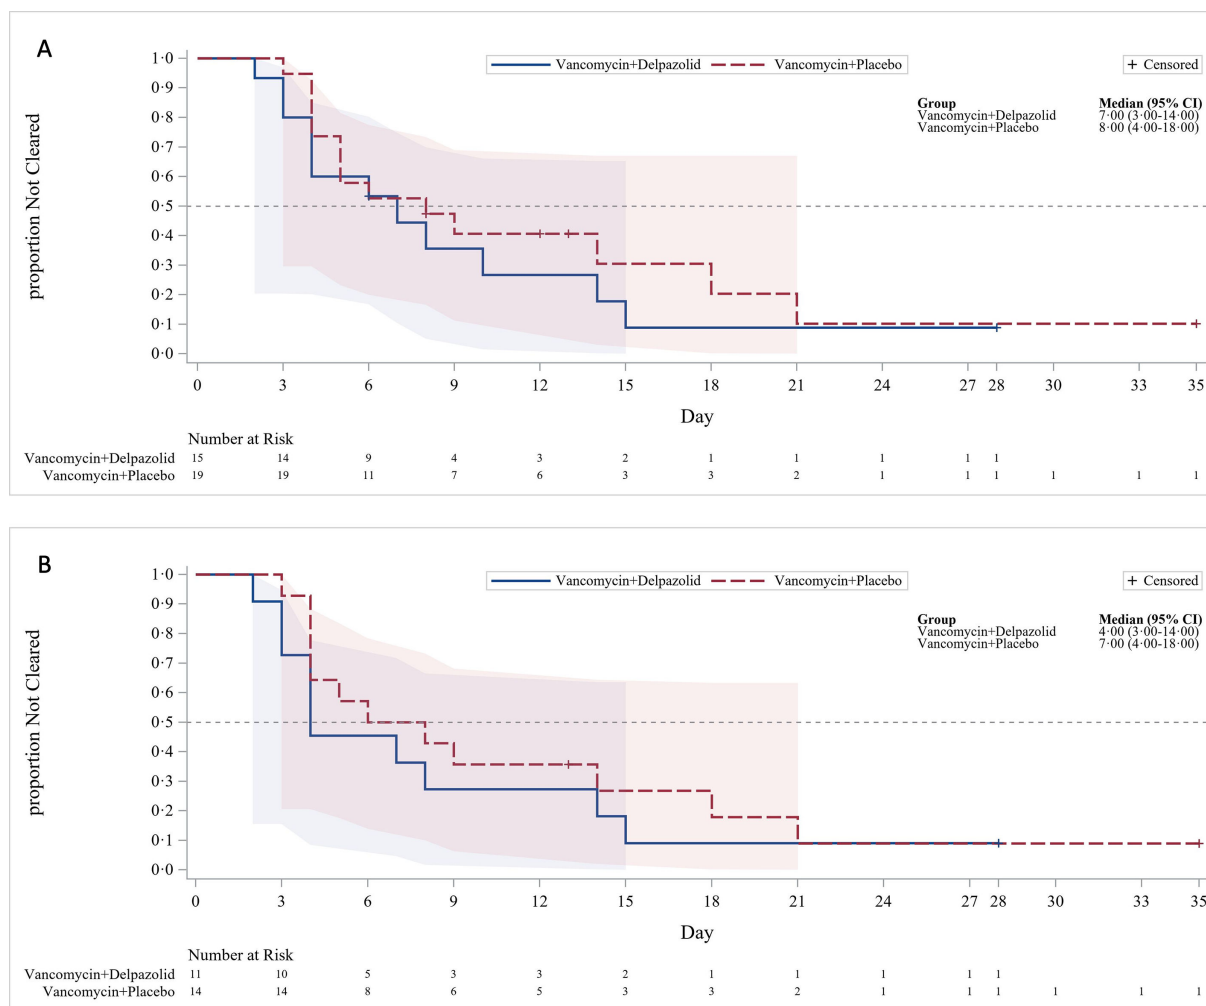 A
1·0
Vancomycin+Delpazolid Vancomycin+Placebo
+ Censored
0·9
Group Median (95% CI)
Vancomycin+Delpazolid 7·00 (3·00-14·00)
Vancomycin+Placebo 8·00 (4·00-18·00)
0·8
0·7
0·6
0·5
0·4
0·3
0·2
0·1
0·0
proportion Not Cleared
0 3 6 9 12 15 18 21 24 27 28 30 33 35
Day
Number at Risk
Vancomycin+Delpazolid 15 14 9 4 3 2 1 1 1 1 1
Vancomycin+Placebo 19 19 11 7 6 3 3 2 1 1 1 1 1 1
B
1·0
Vancomycin+Delpazolid Vancomycin+Placebo
+ Censored
0·9
Group Median (95% CI)
Vancomycin+Delpazolid 4·00 (3·00-14·00)
Vancomycin+Placebo 7·00 (4·00-18·00)
0·8
0·7
0·6
0·5
0·4
0·3
0·2
0·1
0·0
proportion Not Cleared
0 3 6 9 12 15 18 21 24 27 28 30 33 35
Day
Number at Risk
Vancomycin+Delpazolid 11 10 5 3 3 2 1 1 1 1 1
Vancomycin+Placebo 14 14 8 6 5 3 3 2 1 1 1 1 1 1